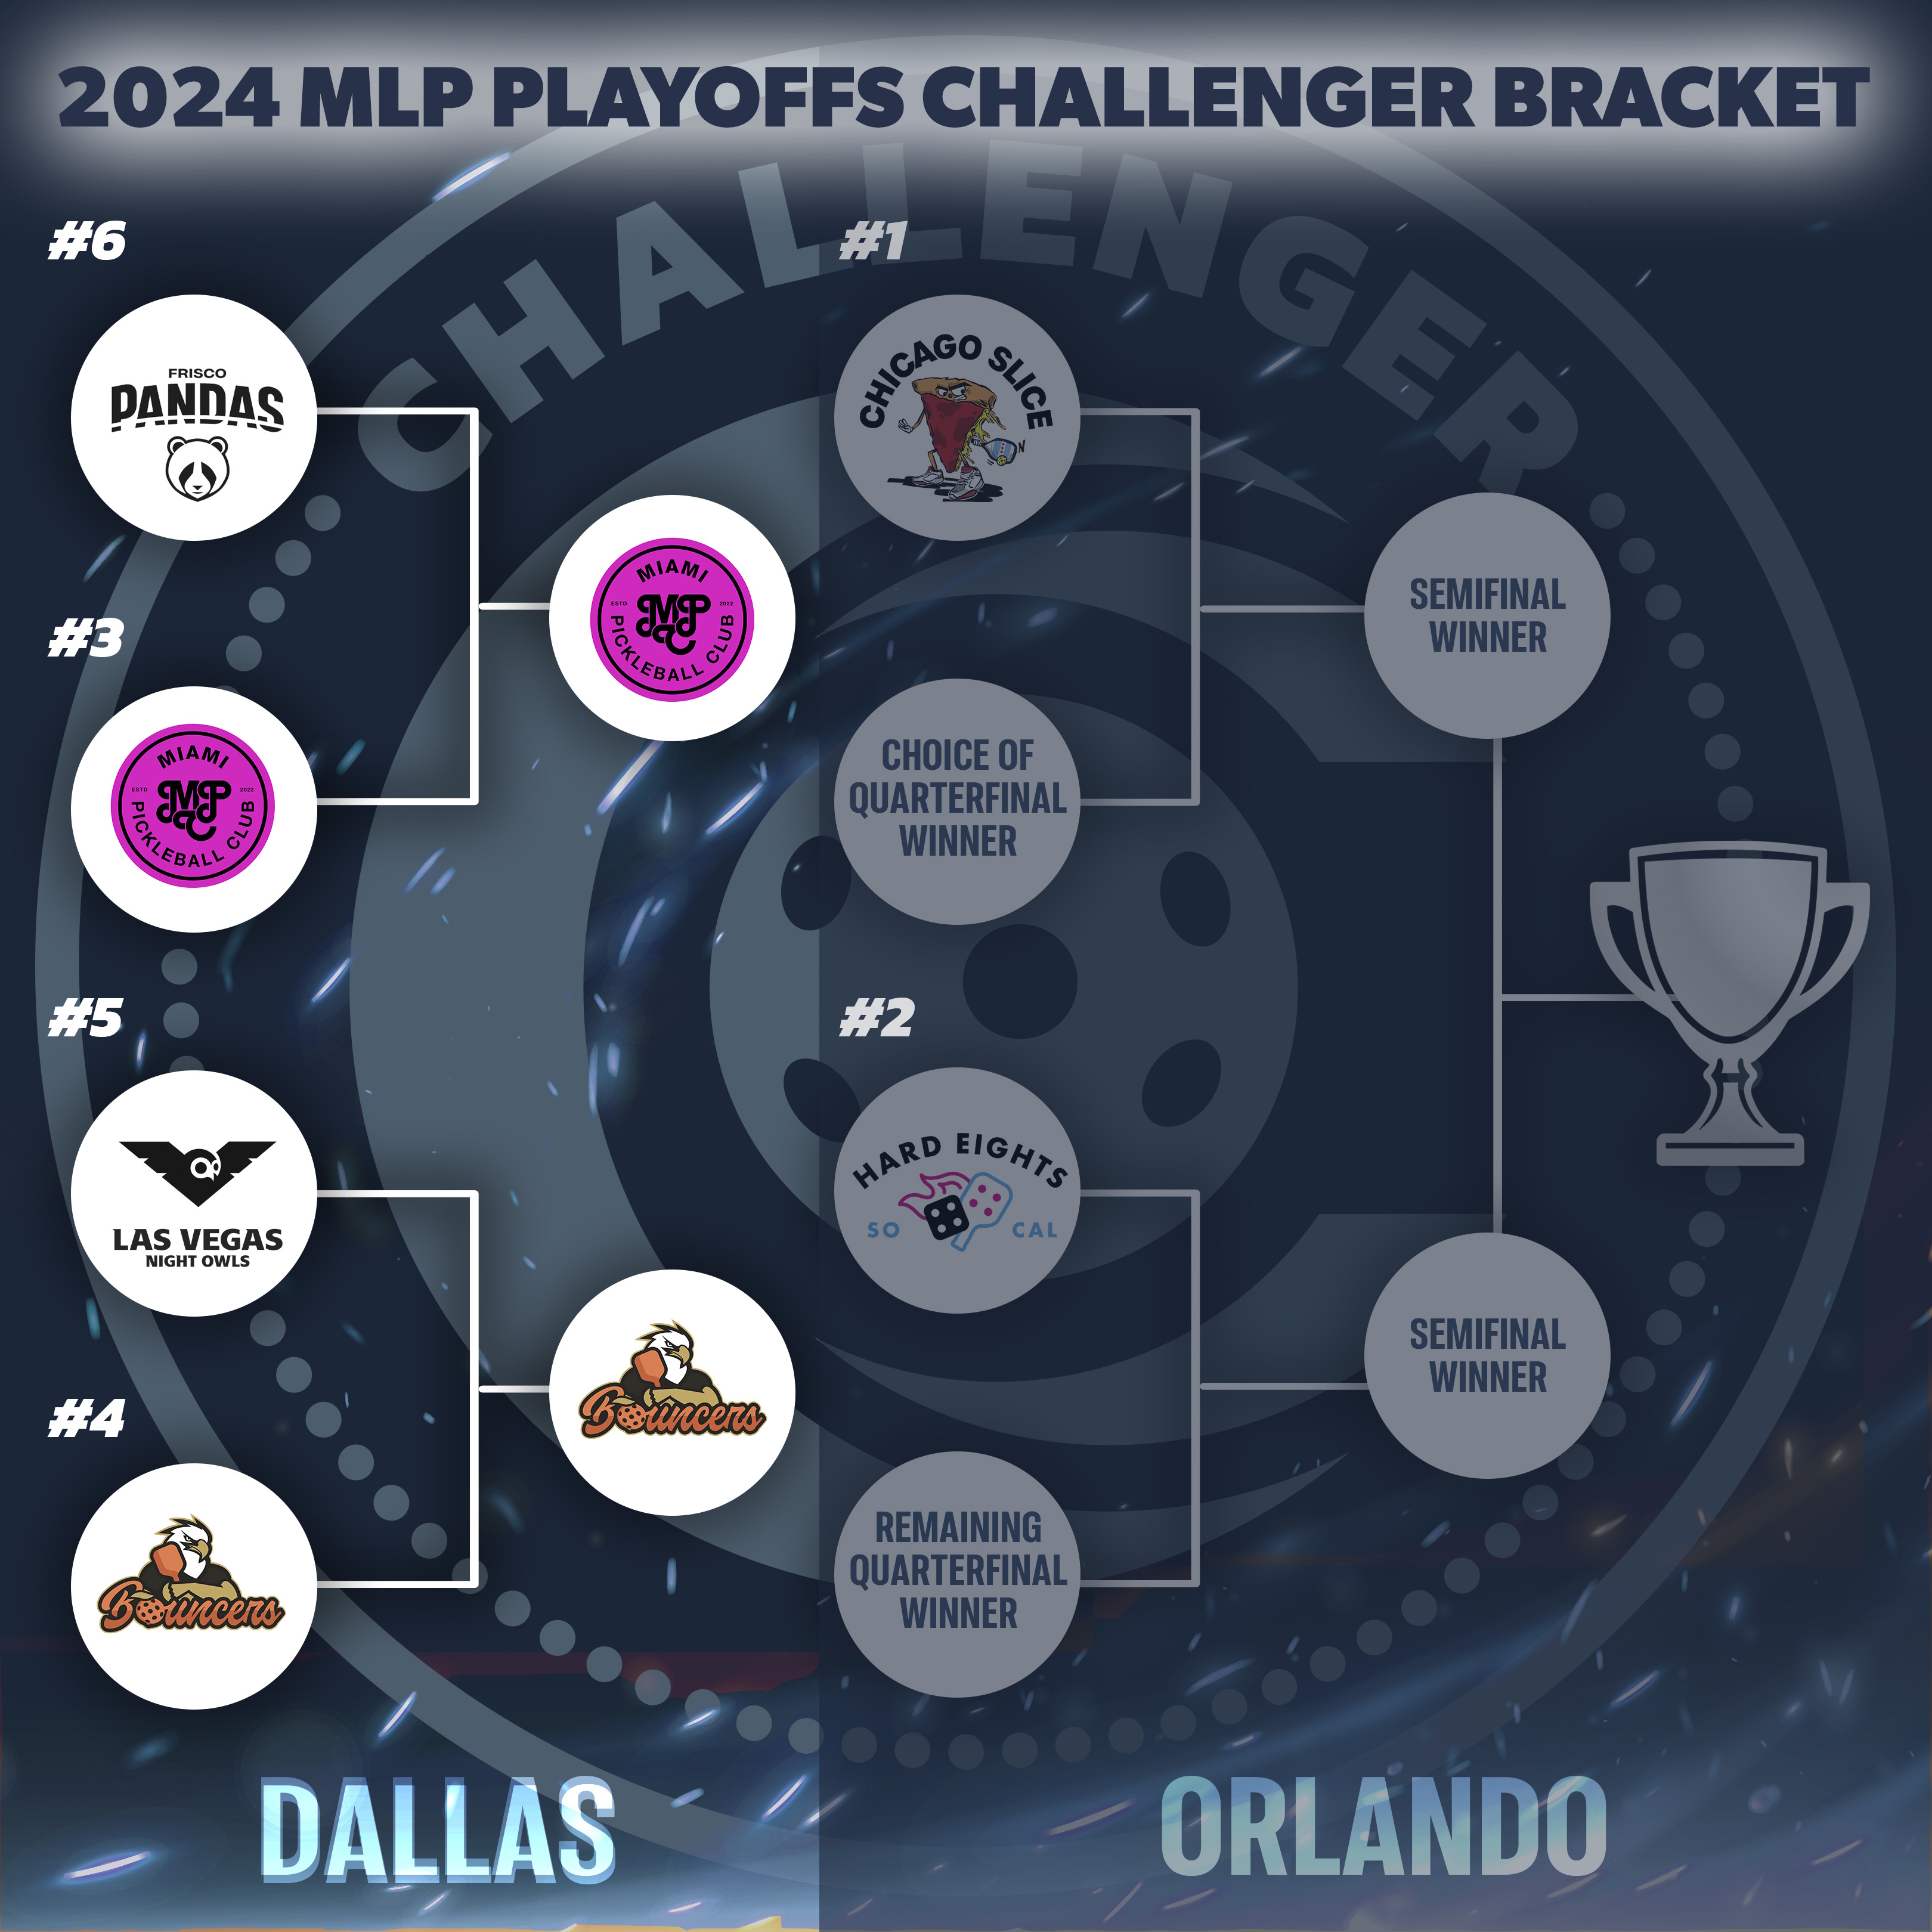 2024 MLP PLAYOFFS CHALLENGER BRACKET
CHALLENGER
#6
FRISCO
PANDAS
#3
MIAMI
ESTD 2022
MPPC
PICKLEBALL CLUB
MIAMI
ESTD 2022
MPPC
PICKLEBALL CLUB
#5
LAS VEGAS
NIGHT OWLS
#4
Bouncers
Bouncers
DALLAS
#1
CHICAGO SLICE
CHOICE OF
QUARTERFINAL
WINNER
SEMIFINAL
WINNER
#2
HARD EIGHTS
SO CAL
REMAINING
QUARTERFINAL
WINNER
SEMIFINAL
WINNER
ORLANDO